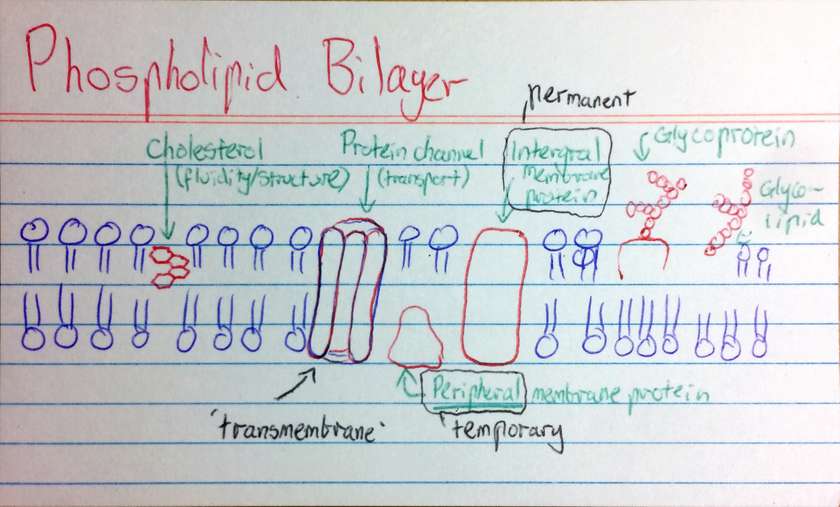 Phospholipid Bilayer
permanent
Cholesterol
(fluidity/structure)
Protein channel
(transport)
Intergral
membrane
protein
Glycoprotein
Glyco-
lipid
Peripheral membrane protein
'transmembrane'
'temporary